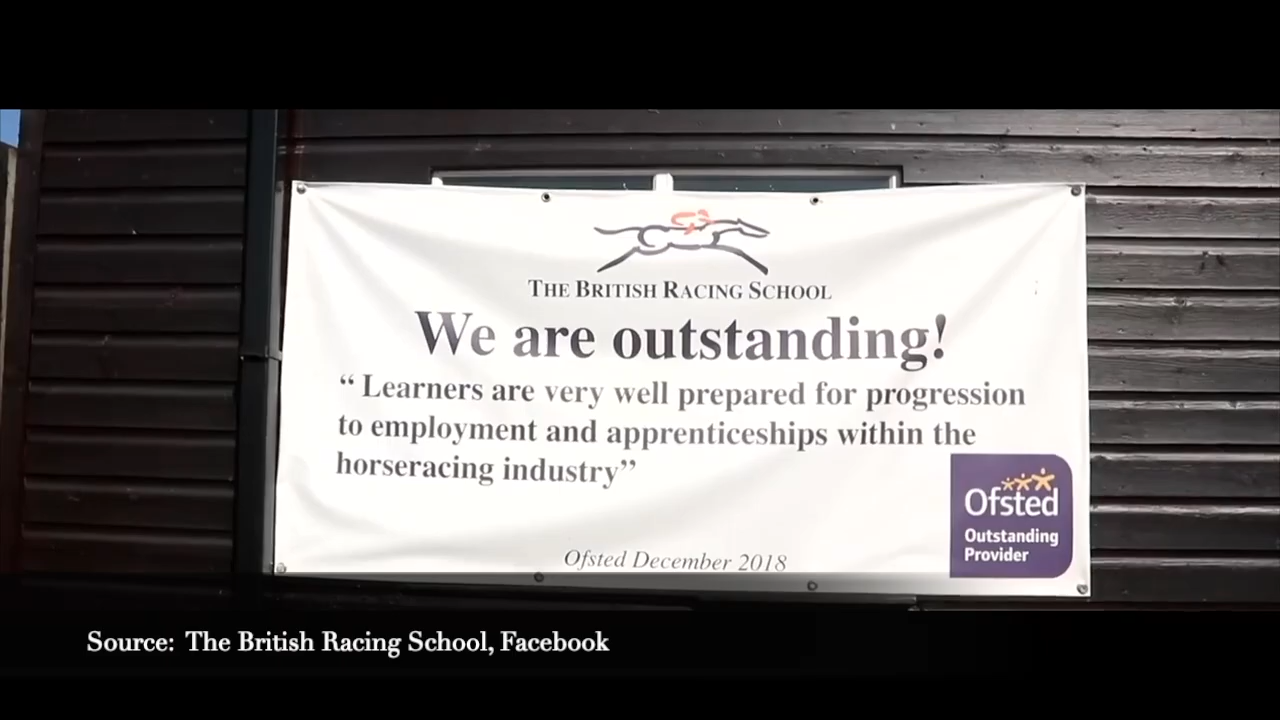 THE BRITISH RACING SCHOOL
We are outstanding!
“ Learners are very well prepared for progression
to employment and apprenticeships within the
horseracing industry”
Ofsted
Outstanding
Provider
Ofsted December 2018
Source: The British Racing School, Facebook